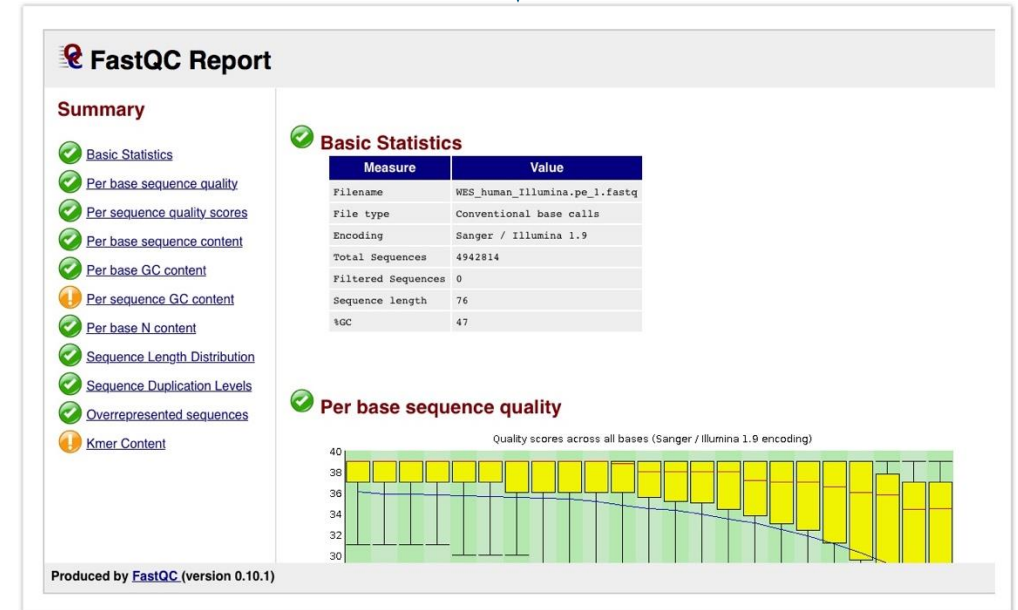 FastQC Report
Summary
Basic Statistics
Per base sequence quality
Per sequence quality scores
Per base sequence content
Per base GC content
Per sequence GC content
Per base N content
Sequence Length Distribution
Sequence Duplication Levels
Overrepresented sequences
Kmer Content
Basic Statistics
Measure Value
Filename WES_human_Illumina.pe_1.fastq
File type Conventional base calls
Encoding Sanger / Illumina 1.9
Total Sequences 4942814
Filtered Sequences 0
Sequence length 76
%GC 47
Per base sequence quality
Quality scores across all bases (Sanger / Illumina 1.9 encoding)
40
38
36
34
32
30
Produced by FastQC (version 0.10.1)